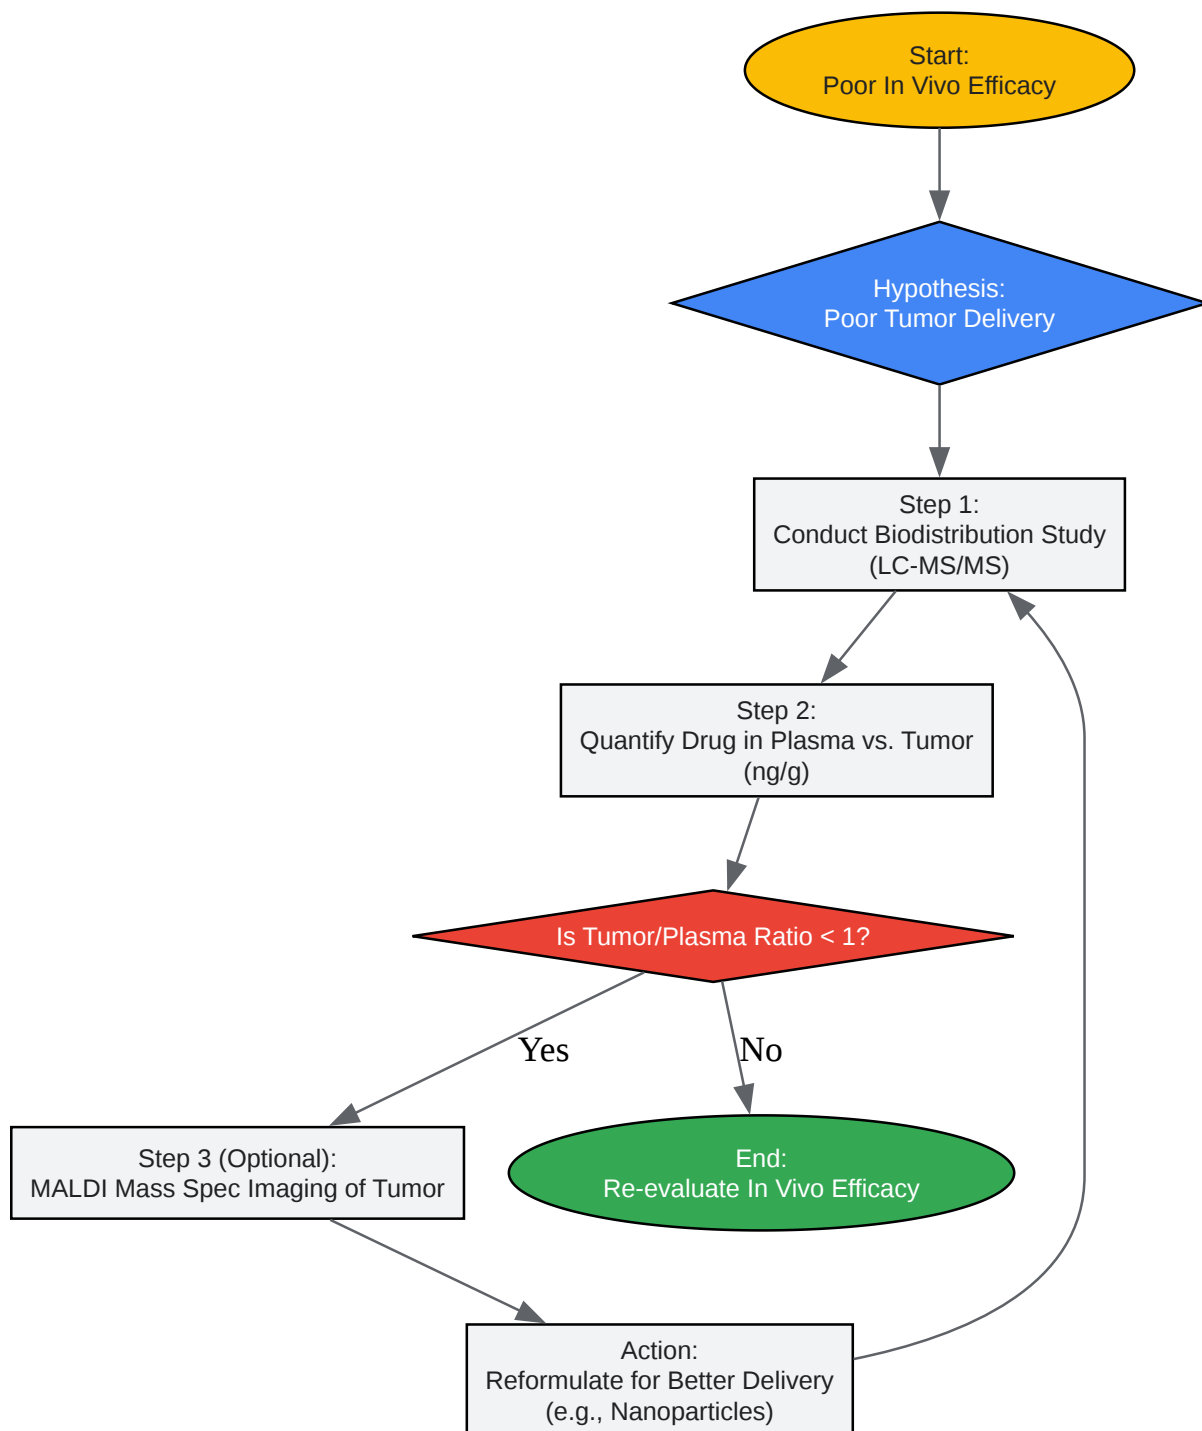 Start:
Poor In Vivo Efficacy
Hypothesis:
Poor Tumor Delivery
Step 1:
Conduct Biodistribution Study
(LC-MS/MS)
Step 2:
Quantify Drug in Plasma vs. Tumor
(ng/g)
Is Tumor/Plasma Ratio < 1?
Yes
No
Step 3 (Optional):
MALDI Mass Spec Imaging of Tumor
End:
Re-evaluate In Vivo Efficacy
Action:
Reformulate for Better Delivery
(e.g., Nanoparticles)